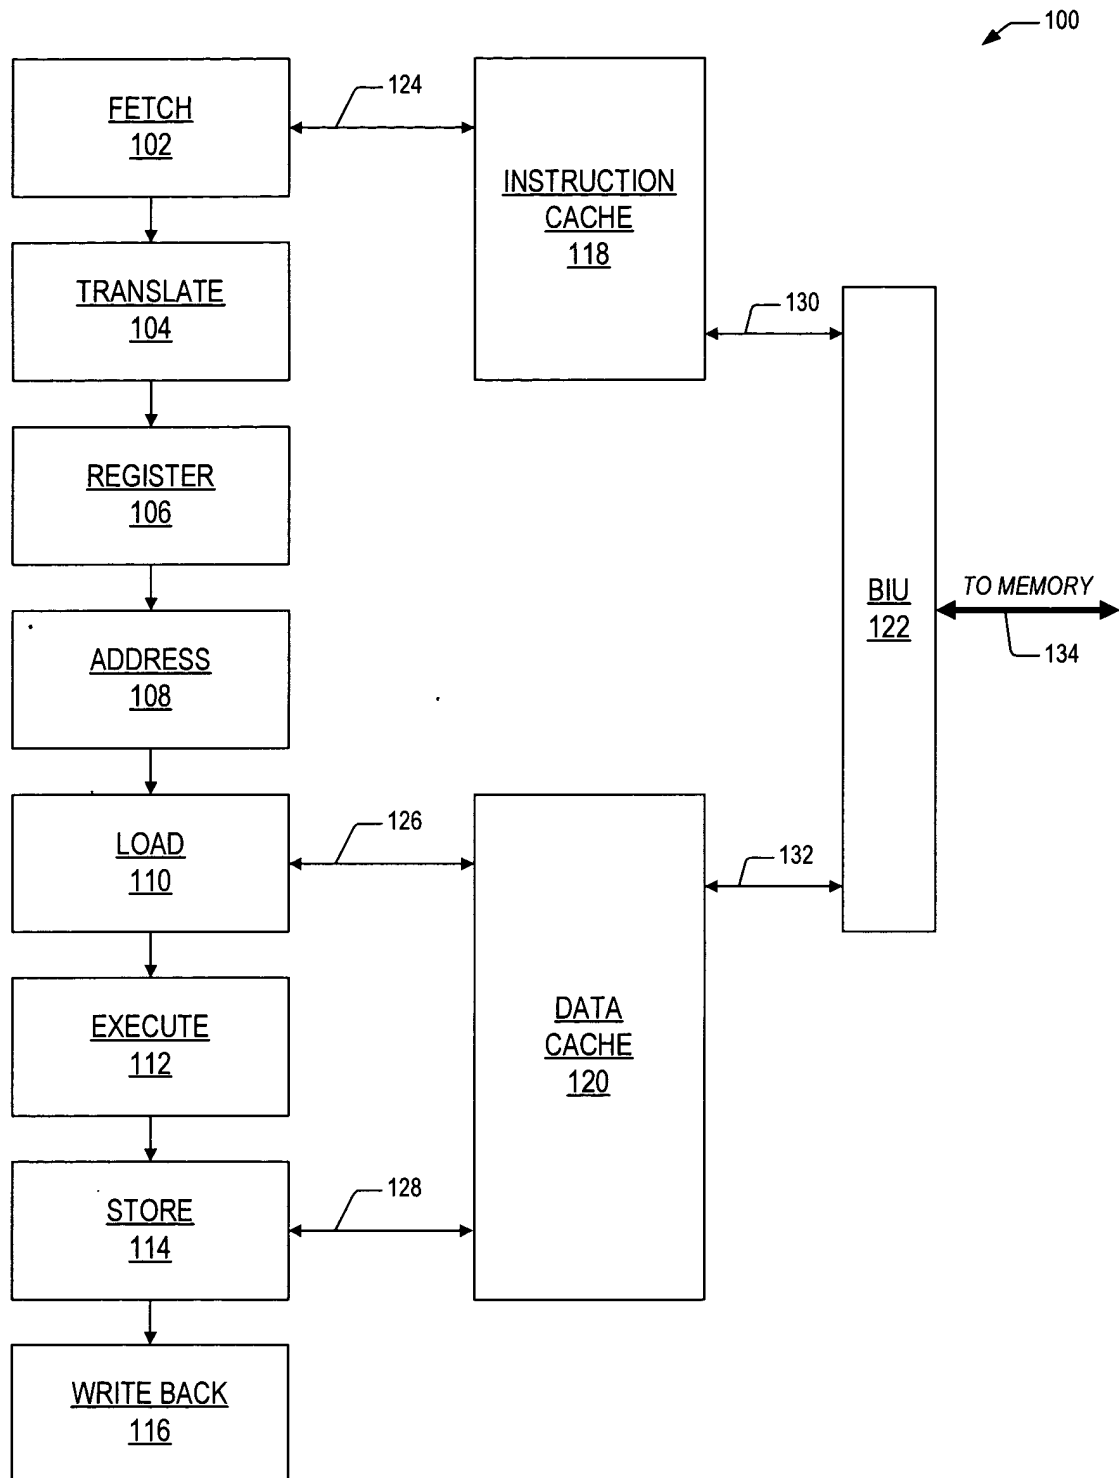 100
FETCH
102
124
INSTRUCTION
CACHE
118
TRANSLATE
104
130
REGISTER
106
BIU
122
TO MEMORY
134
ADDRESS
108
LOAD
110
126
132
EXECUTE
112
DATA
CACHE
120
STORE
114
128
WRITE BACK
116